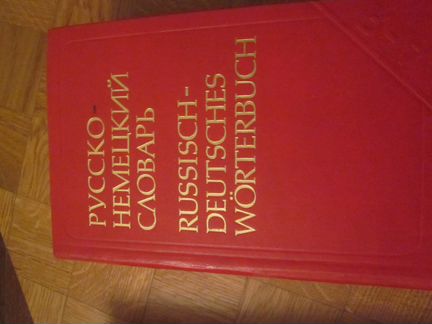 РУССКО-
НЕМЕЦКИЙ
СЛОВАРЬ
RUSSISCH-
DEUTSCHES
WÖRTERBUCH